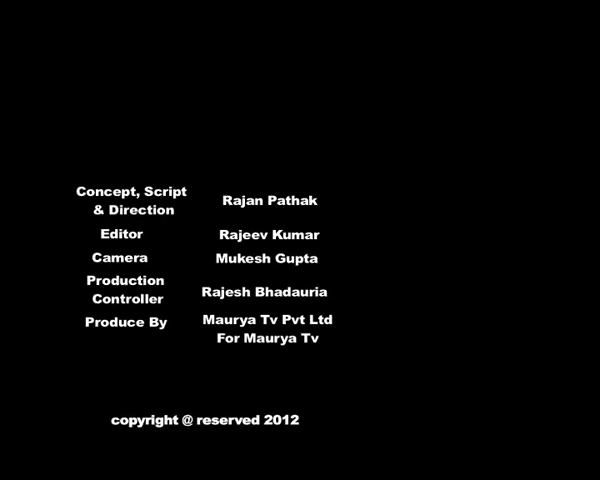 Concept, Script
& Direction
Rajan Pathak
Editor Rajeev Kumar
Camera Mukesh Gupta
Production
Controller
Rajesh Bhadauria
Produce By
Maurya Tv Pvt Ltd
For Maurya Tv
copyright @ reserved 2012